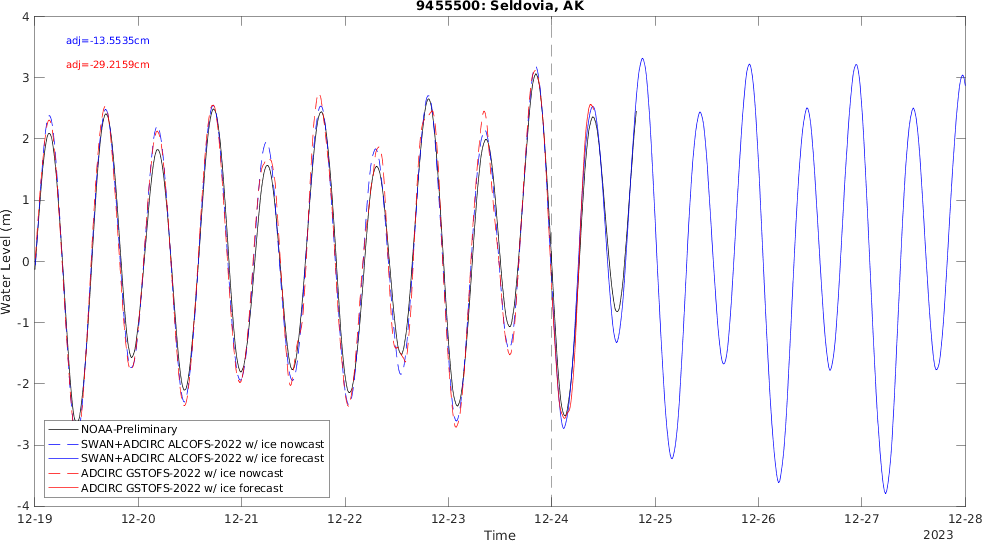 9455500: Seldovia, AK
adj=-13.5535cm
adj=-29.2159cm
Water Level (m)
4
3
2
1
0
-1
-2
-3
-4
NOAA-Preliminary
SWAN+ADCIRC ALCOFS-2022 w/ ice nowcast
SWAN+ADCIRC ALCOFS-2022 w/ ice forecast
ADCIRC GSTOFS-2022 w/ ice nowcast
ADCIRC GSTOFS-2022 w/ ice forecast
12-19 12-20 12-21 12-22 12-23 12-24 12-25 12-26 12-27 12-28
Time
2023